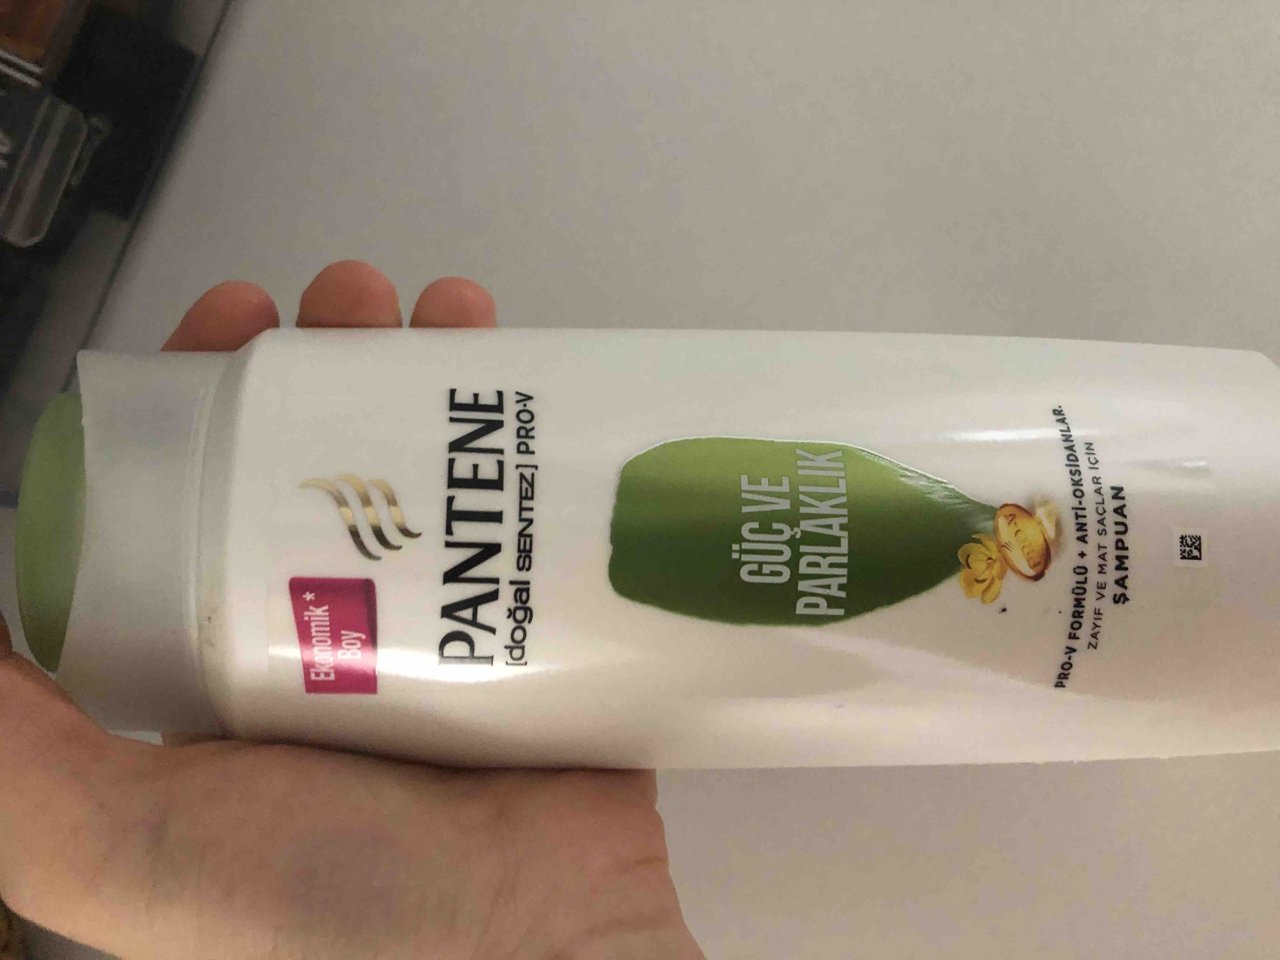 Ekonomik *
Boy
PANTENE
[doğal SENTEZ] PRO-V
GÜÇ VE
PARLAKLIK
PRO-V FORMÜLÜ + ANTİ-OKSİDANLAR.
ZAYIF VE MAT SAÇLAR İÇİN
ŞAMPUAN